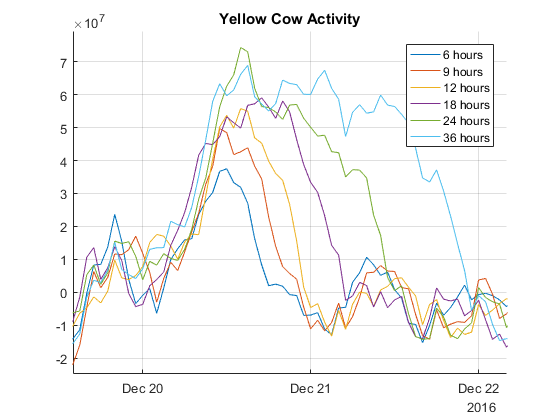 Yellow Cow Activity
×10⁷
7
6
5
4
3
2
1
0
-1
-2
Dec 20
Dec 21
Dec 22
2016
6 hours
9 hours
12 hours
18 hours
24 hours
36 hours